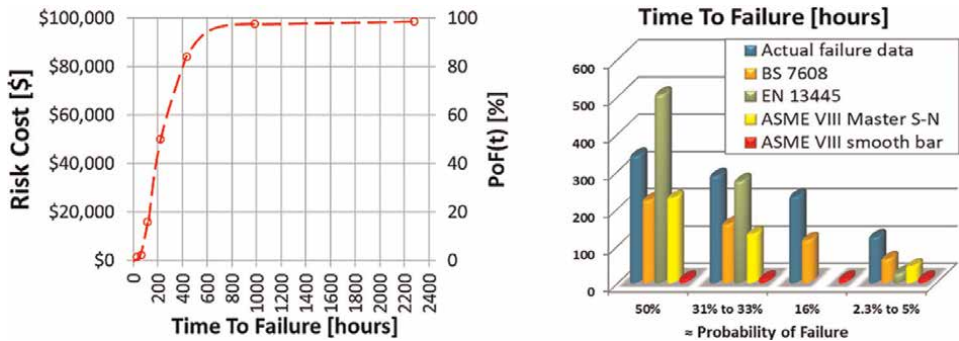 Risk Cost [$]
$100,000
$80,000
$60,000
$40,000
$20,000
$0
100
80
60
40
20
0
PoF(t) [%]
0
200
400
600
800
1000
1200
1400
1600
1800
2000
2200
2400
Time To Failure [hours]
Time To Failure [hours]
Actual failure data
BS 7608
EN 13445
ASME VIII Master S-N
ASME VIII smooth bar
600
500
400
300
200
100
0
50%
31% to 33%
16%
2.3% to 5%
≈ Probability of Failure